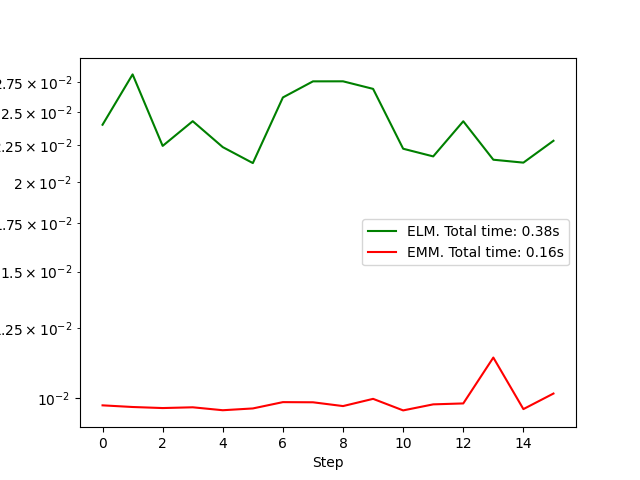 2.75 × 10⁻²
2.5 × 10⁻²
2.25 × 10⁻²
2 × 10⁻²
1.75 × 10⁻²
1.5 × 10⁻²
1.25 × 10⁻²
10⁻²
ELM. Total time: 0.38s
EMM. Total time: 0.16s
0 2 4 6 8 10 12 14
Step